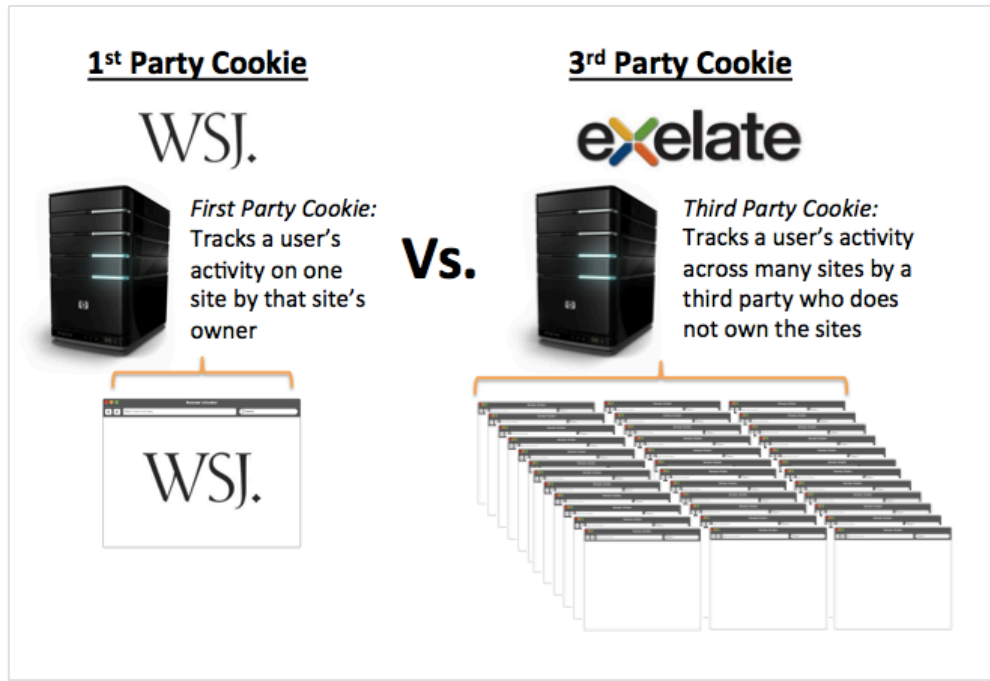 1st Party Cookie
WSJ.
First Party Cookie:
Tracks a user's
activity on one
site by that site's
owner
Vs.
3rd Party Cookie
exelate
Third Party Cookie:
Tracks a user's activity
across many sites by a
third party who does
not own the sites
WSJ.